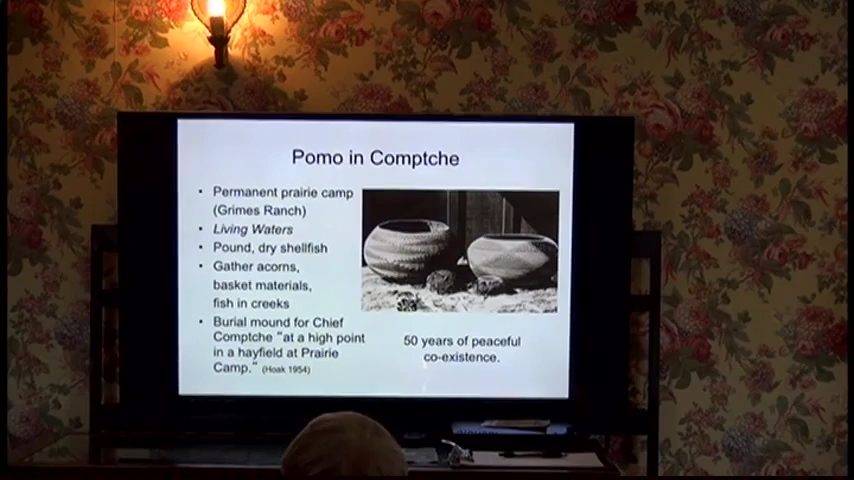 Pomo in Comptche
• Permanent prairie camp
(Grimes Ranch)
• Living Waters
• Pound, dry shellfish
• Gather acorns,
basket materials,
fish in creeks
• Burial mound for Chief
Comptche "at a high point
in a hayfield at Prairie
Camp." (Hoak 1954)
50 years of peaceful
co-existence.